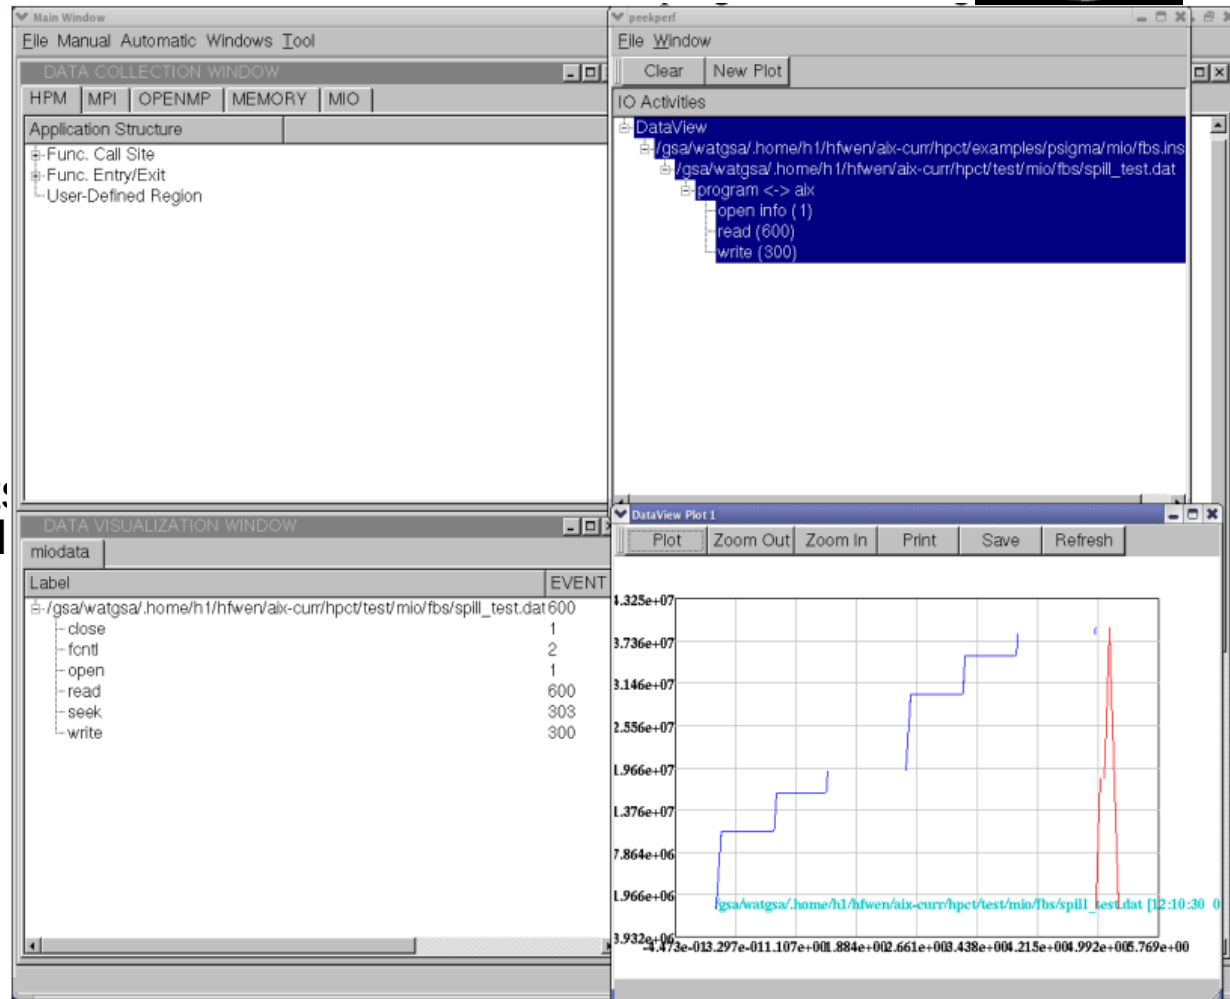 Main Window
File Manual Automatic Windows Tool
DATA COLLECTION WINDOW
HPM MPI OPENMP MEMORY MIO
Application Structure
Func. Call Site
Func. Entry/Exit
User-Defined Region
peekperf
File Window
Clear New Plot
IO Activities
DataView
/gsa/watgsa/.home/h1/hfwen/aix-curr/hpct/examples/psigma/mio/fbs.ins
/gsa/watgsa/.home/h1/hfwen/aix-curr/hpct/test/mio/fbs/spill_test.dat
program <-> aix
open info (1)
read (600)
write (300)
DATA VISUALIZATION WINDOW
miodata
Label EVENT
/gsa/watgsa/.home/h1/hfwen/aix-curr/hpct/test/mio/fbs/spill_test.dat 600
close 1
fcntl 2
open 1
read 600
seek 303
write 300
DataView Plot 1
Plot Zoom Out Zoom In Print Save Refresh
4.325e+07
3.736e+07
3.146e+07
2.556e+07
1.966e+07
1.376e+07
7.864e+06
1.966e+06
/gsa/watgsa/.home/h1/hfwen/aix-curr/hpct/test/mio/fbs/spill_test.dat [12:10:30 0
3.932e+06